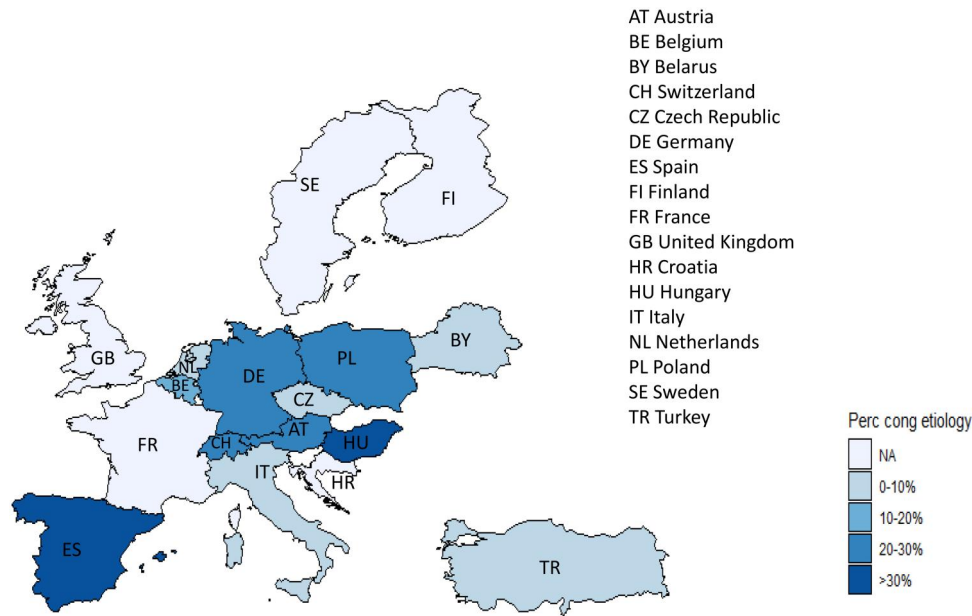 AT Austria
BE Belgium
BY Belarus
CH Switzerland
CZ Czech Republic
DE Germany
ES Spain
FI Finland
FR France
GB United Kingdom
HR Croatia
HU Hungary
IT Italy
NL Netherlands
PL Poland
SE Sweden
TR Turkey
SE
FI
GB
NL
BE
DE
PL
BY
CZ
FR
CH
AT
HU
IT
HR
ES
TR
Perc cong etiology
NA
0-10%
10-20%
20-30%
>30%